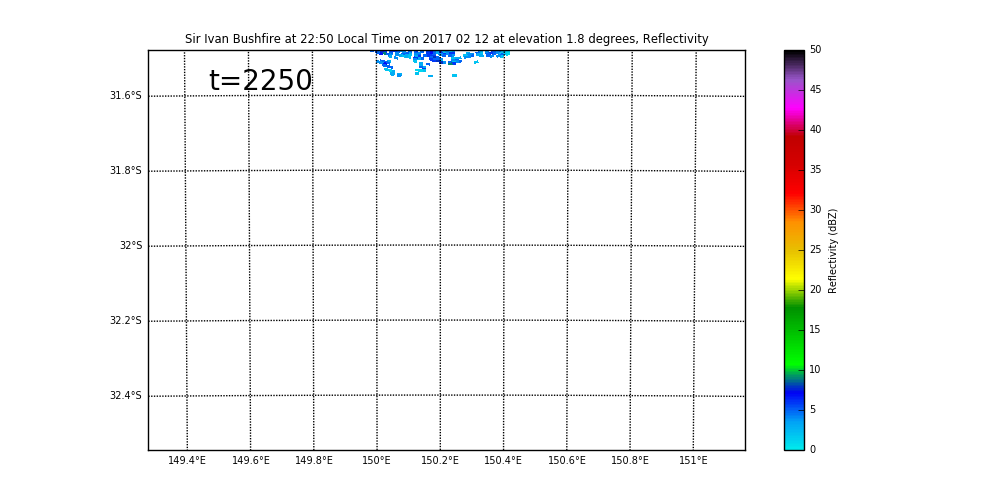 Sir Ivan Bushfire at 22:50 Local Time on 2017 02 12 at elevation 1.8 degrees, Reflectivity
t=2250
31.6°S
31.8°S
32°S
32.2°S
32.4°S
149.4°E 149.6°E 149.8°E 150°E 150.2°E 150.4°E 150.6°E 150.8°E 151°E
50
45
40
35
30
25
20
15
10
5
0
Reflectivity (dBZ)